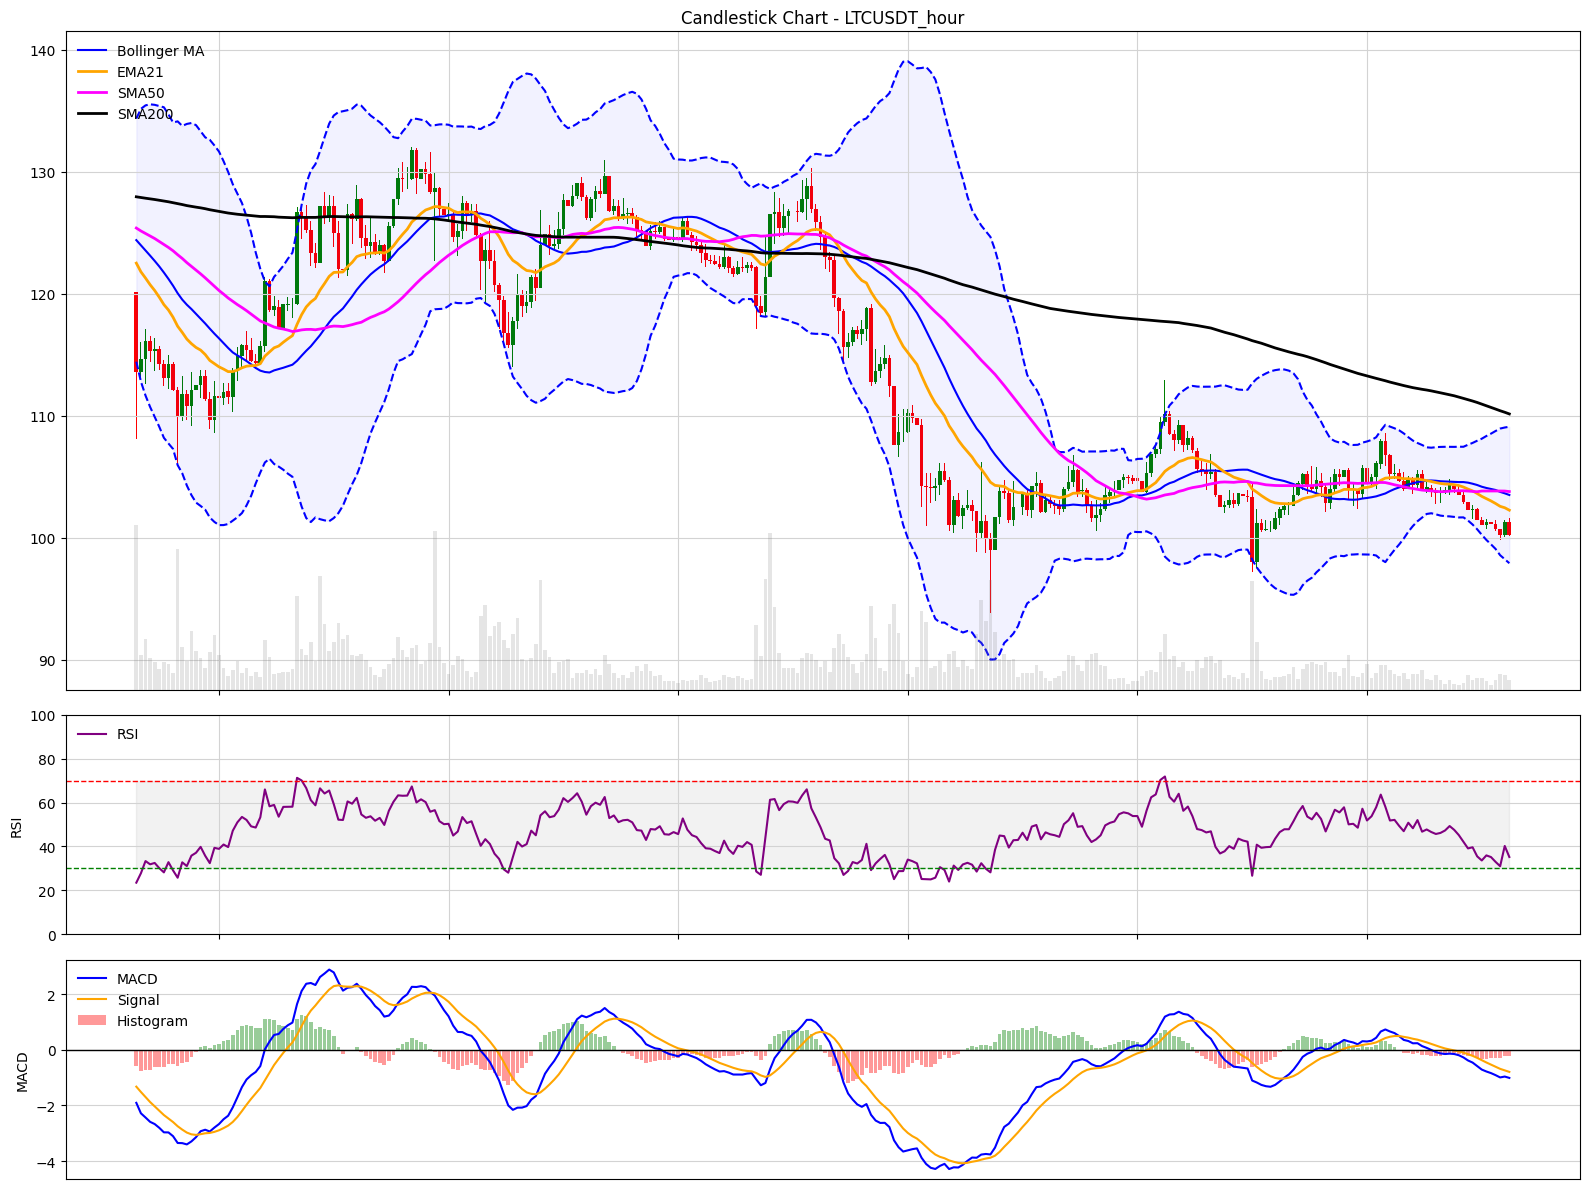 Candlestick Chart - LTCUSDT_hour
140
130
120
110
100
90
Bollinger MA
EMA21
SMA50
SMA200
100
80
60
40
20
0
RSI
RSI
2
0
−2
−4
MACD
MACD
Signal
Histogram